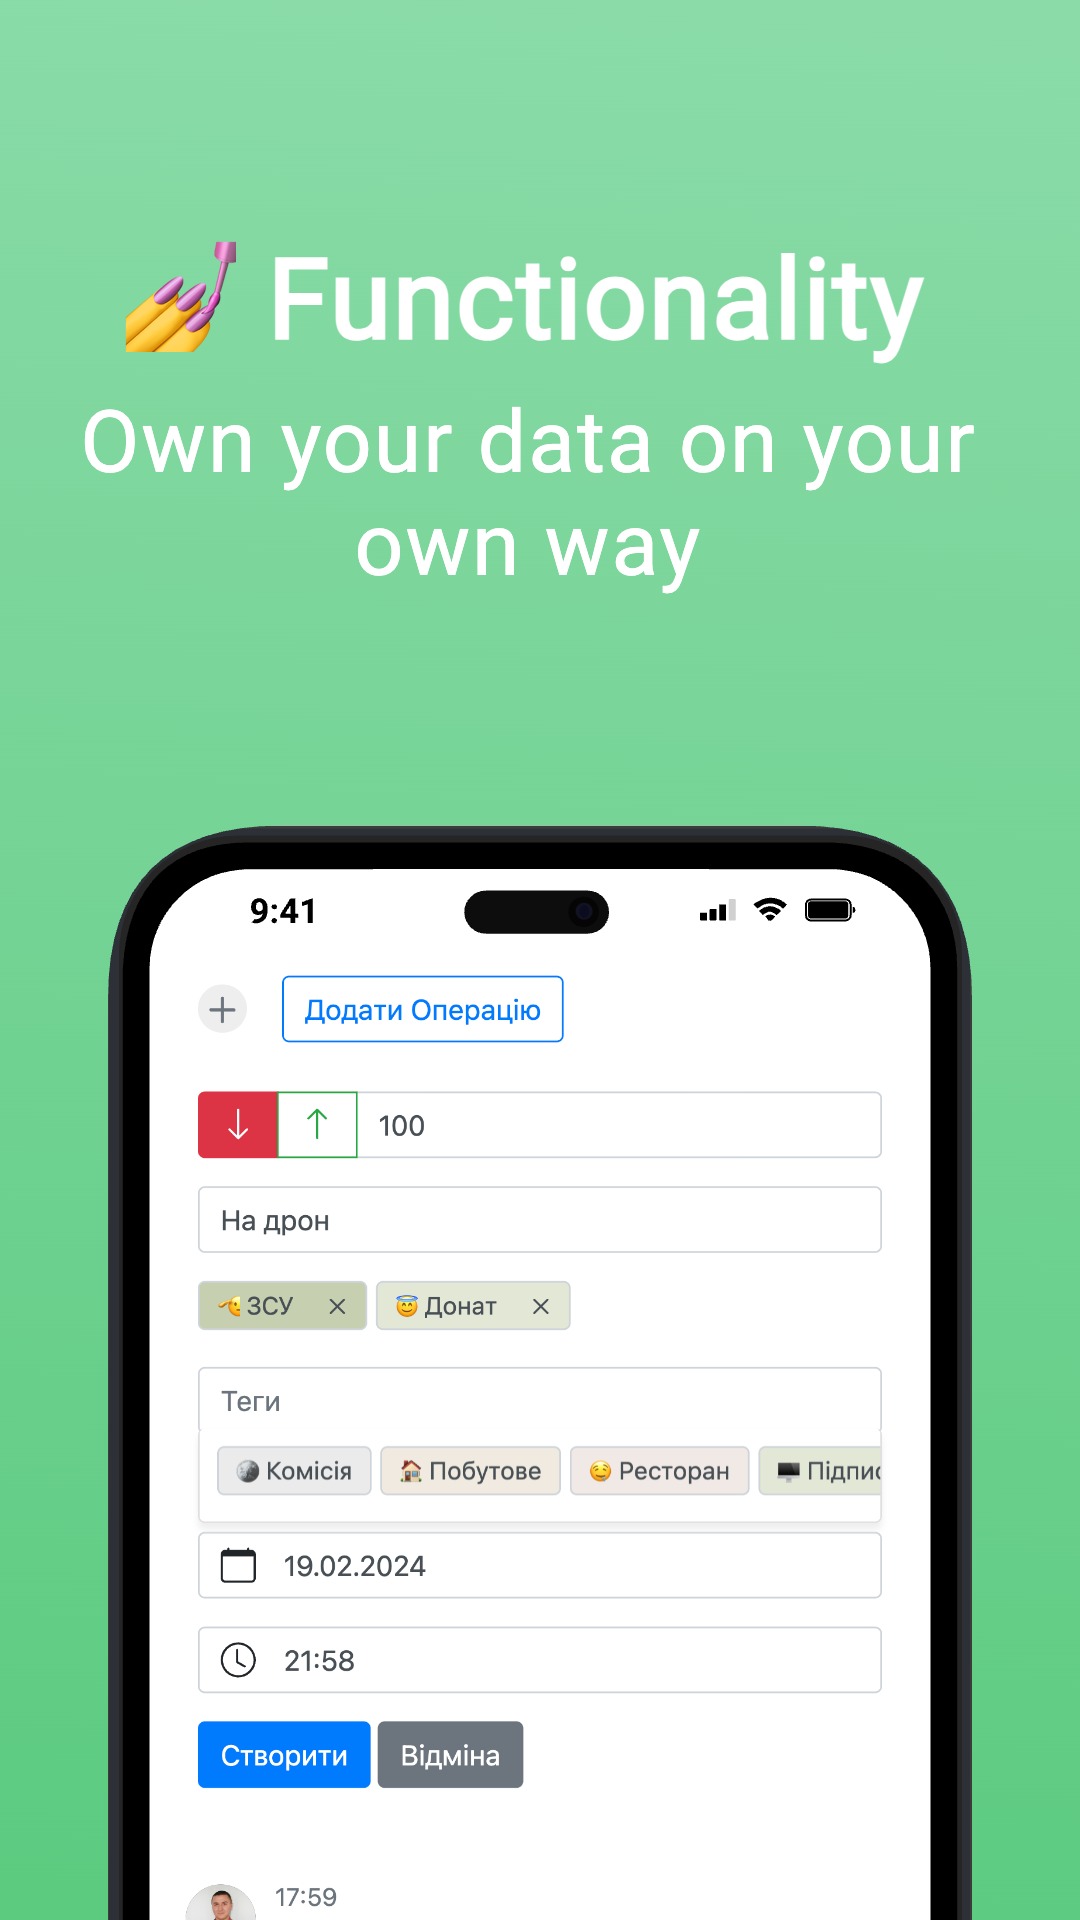 💅 Functionality
Own your data on your
own way
9:41
Додати Операцію
100
На дрон
🫡 ЗСУ × 😇 Донат ×
Теги
🌚 Комісія 🏠 Побутове 😋 Ресторан 🖥️ Підпис
19.02.2024
21:58
Створити Відміна
17:59